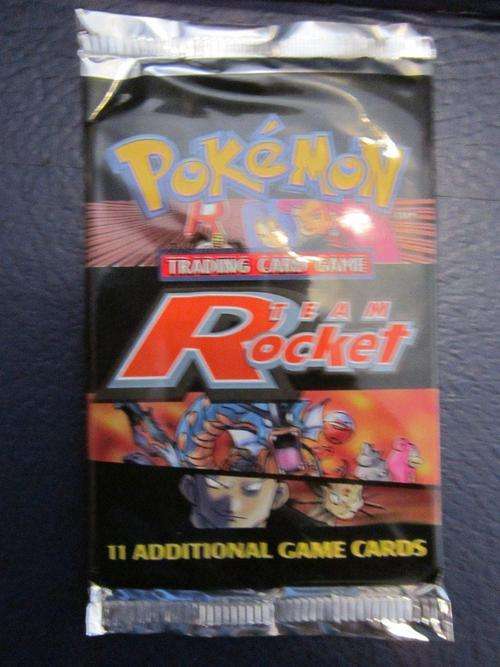 POKéMON
R
TRADING CARD GAME
TEAM
Rocket
11 ADDITIONAL GAME CARDS